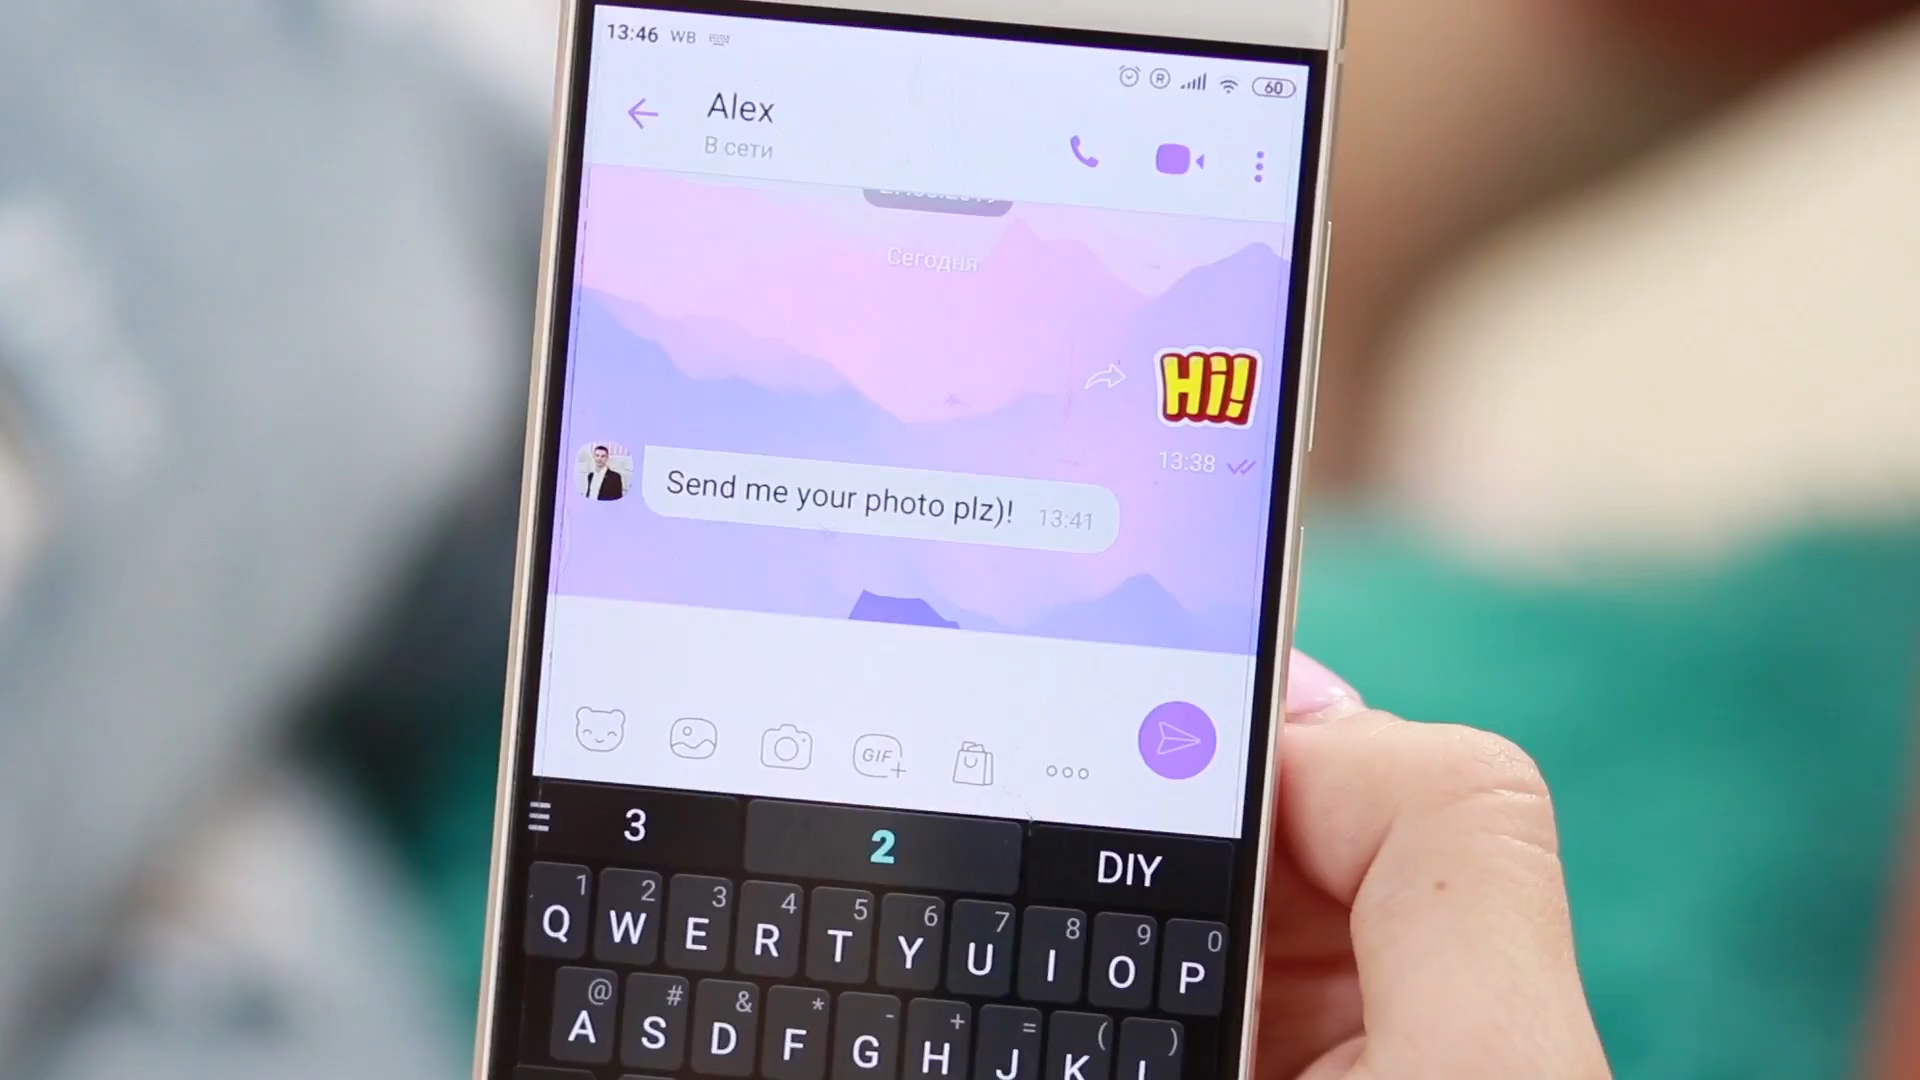 13:46 WB
R 60
Alex
В сети
Сегодня
Hi!
13:38
Send me your photo plz)! 13:41
GIF
3 2 DIY
1 2 3 4 5 6 7 8 9 0
Q W E R T Y U I O P
@ # & * - + = ( )
A S D F G H J K L